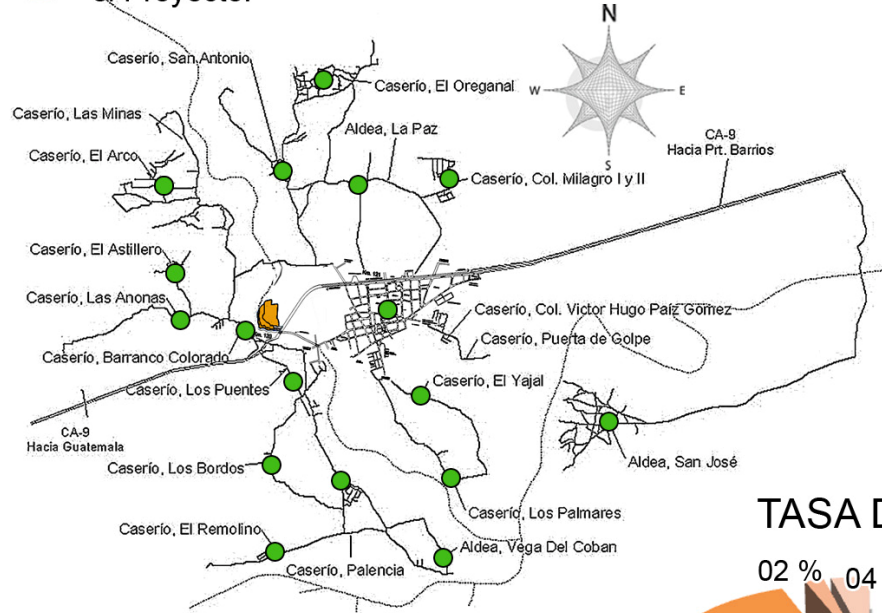 N
W
E
S
Caserío, San Antonio
Caserío, El Oreganal
Caserío, Las Minas
Aldea, La Paz
CA-9
Hacia Prt. Barrios
Caserío, El Arco
Caserío, Col. Milagro I y II
Caserío, El Astillero
Caserío, Las Anonas
Caserío, Col. Victor Hugo Paíz Gómez
Caserío, Puerta de Golpe
Caserío, Barranco Colorado
Caserío, El Yajal
Caserío, Los Puentes
CA-9
Hacia Guatemala
Aldea, San José
Caserío, Los Bordos
Caserío, Los Palmares
TASA D
Caserío, El Remolino
Aldea, Vega Del Coban
Caserío, Palencia
02 %
04